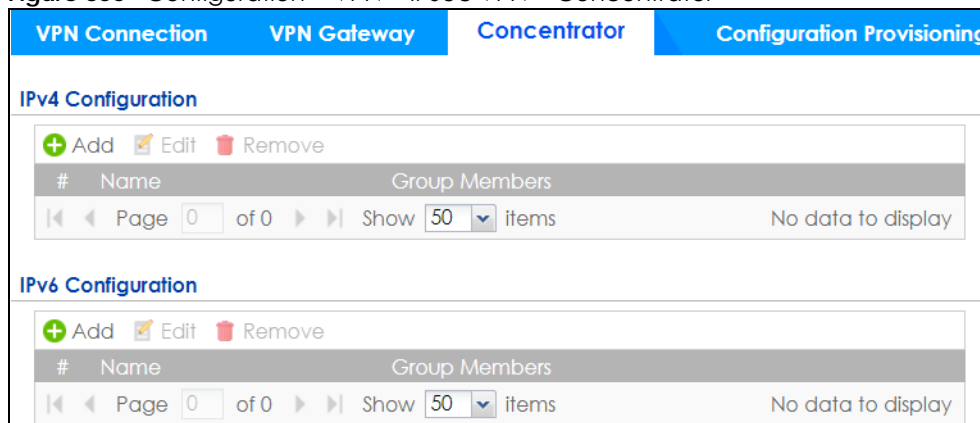 VPN Connection VPN Gateway Concentrator Configuration Provisioning
IPv4 Configuration
Add Edit Remove
# Name Group Members
Page 0 of 0 Show 50 items No data to display
IPv6 Configuration
Add Edit Remove
# Name Group Members
Page 0 of 0 Show 50 items No data to display